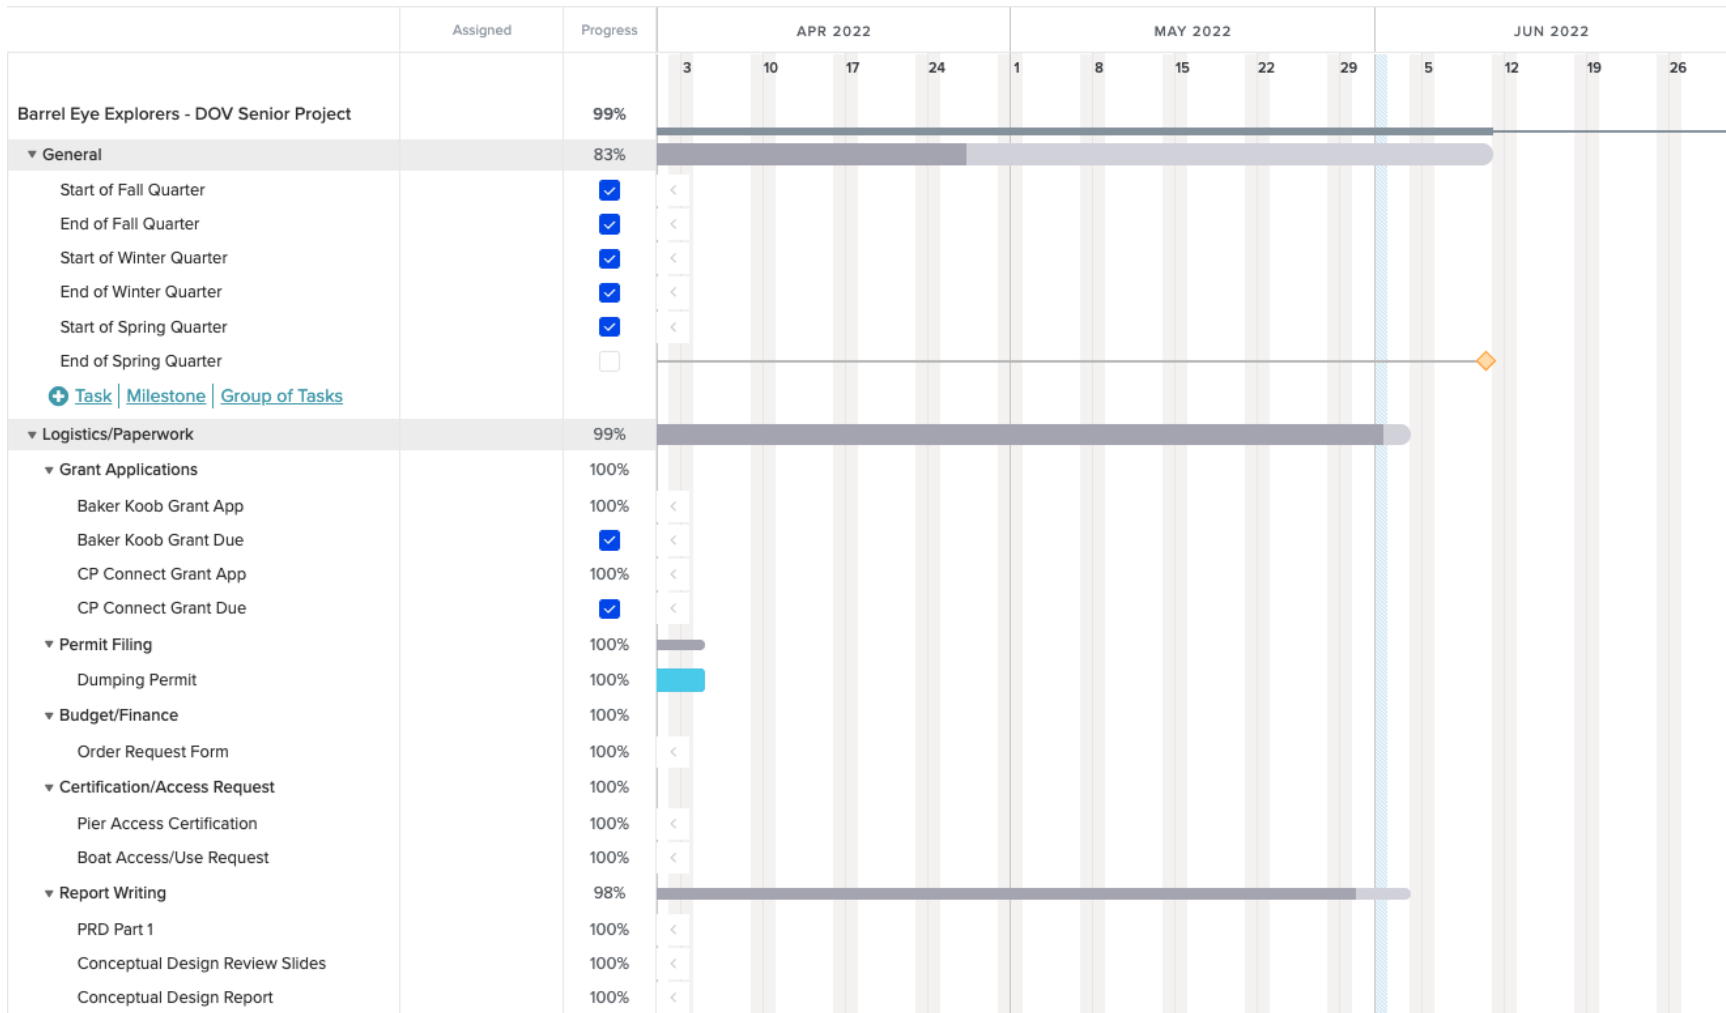 Assigned Progress APR 2022 MAY 2022 JUN 2022
3 10 17 24 1 8 15 22 29 5 12 19 26
Barrel Eye Explorers - DOV Senior Project 99%
General 83%
Start of Fall Quarter
End of Fall Quarter
Start of Winter Quarter
End of Winter Quarter
Start of Spring Quarter
End of Spring Quarter
Task | Milestone | Group of Tasks
Logistics/Paperwork 99%
Grant Applications 100%
Baker Koob Grant App 100%
Baker Koob Grant Due
CP Connect Grant App 100%
CP Connect Grant Due
Permit Filing 100%
Dumping Permit 100%
Budget/Finance 100%
Order Request Form 100%
Certification/Access Request 100%
Pier Access Certification 100%
Boat Access/Use Request 100%
Report Writing 98%
PRD Part 1 100%
Conceptual Design Review Slides 100%
Conceptual Design Report 100%